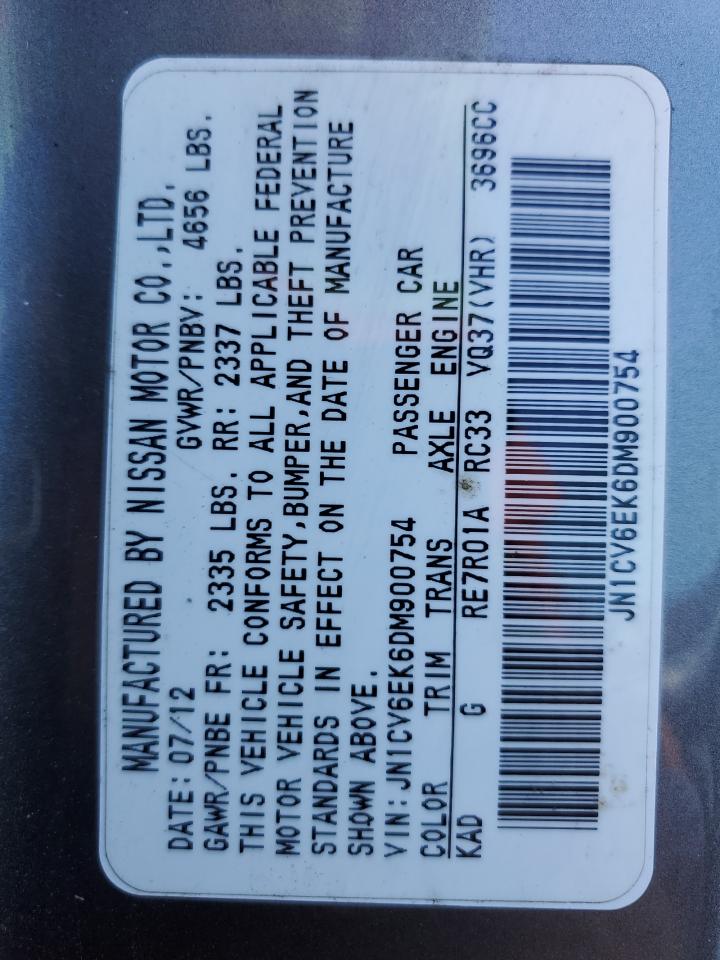 MANUFACTURED BY NISSAN MOTOR CO.,LTD.
DATE:07/12 GVWR/PNBV: 4656 LBS.
GAWR/PNBE FR: 2335 LBS. RR: 2337 LBS.
THIS VEHICLE CONFORMS TO ALL APPLICABLE FEDERAL
MOTOR VEHICLE SAFETY,BUMPER,AND THEFT PREVENTION
STANDARDS IN EFFECT ON THE DATE OF MANUFACTURE
SHOWN ABOVE.
VIN:JN1CV6EK6DM900754 PASSENGER CAR
COLOR TRIM TRANS AXLE ENGINE
KAD G RE7R01A RC33 VQ37(VHR) 3696CC
JN1CV6EK6DM900754